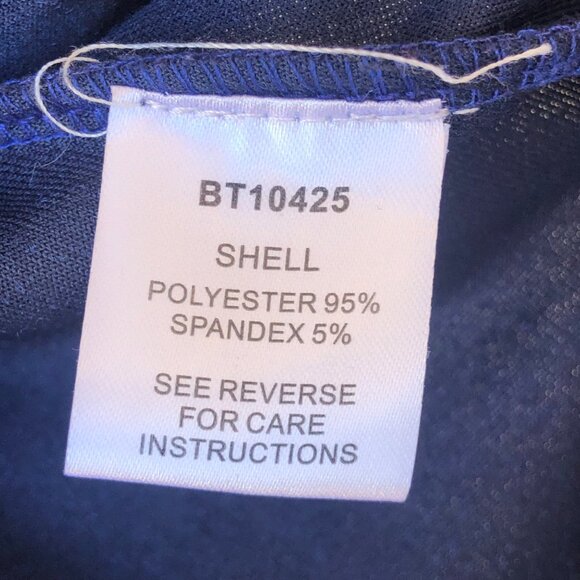 BT10425
SHELL
POLYESTER 95%
SPANDEX 5%
SEE REVERSE
FOR CARE
INSTRUCTIONS